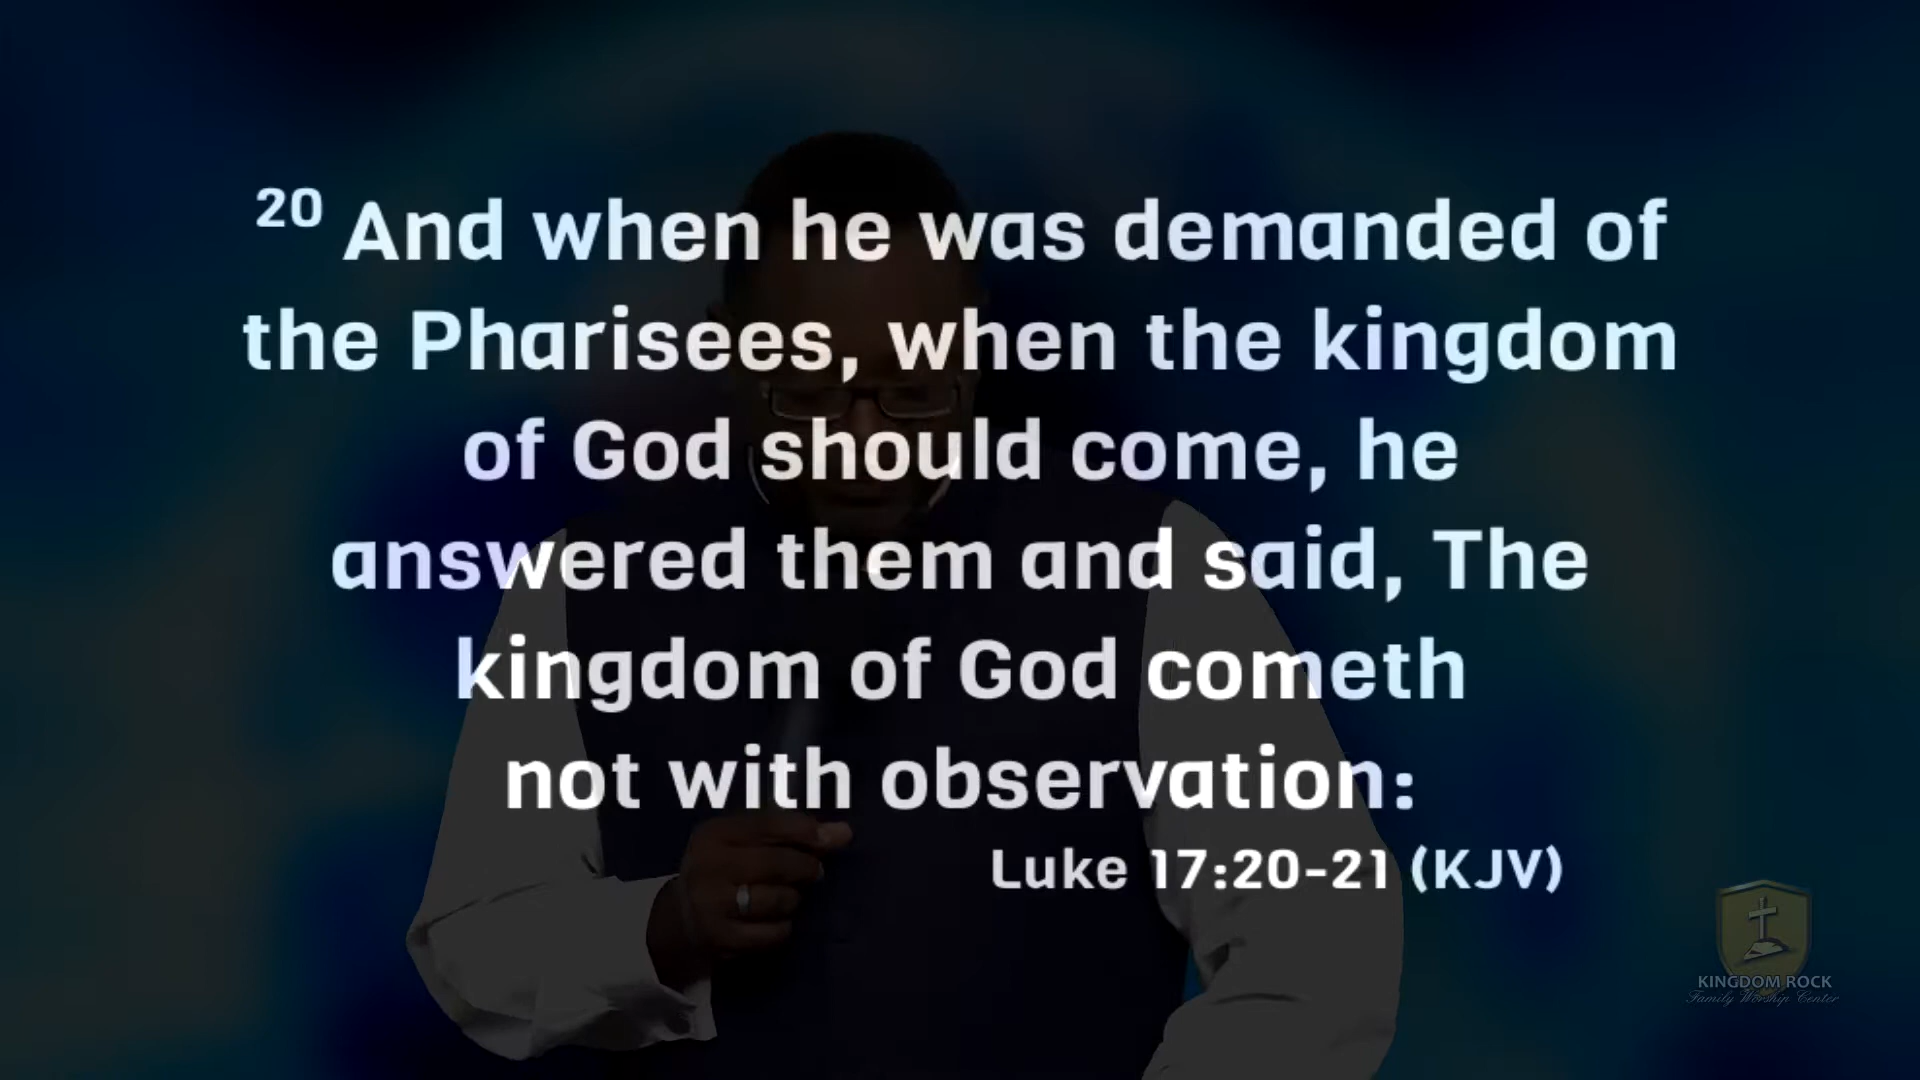 20 And when he was demanded of
the Pharisees, when the kingdom
of God should come, he
answered them and said, The
kingdom of God cometh
not with observation:
Luke 17:20-21 (KJV)
KINGDOM ROCK
Family Worship Center